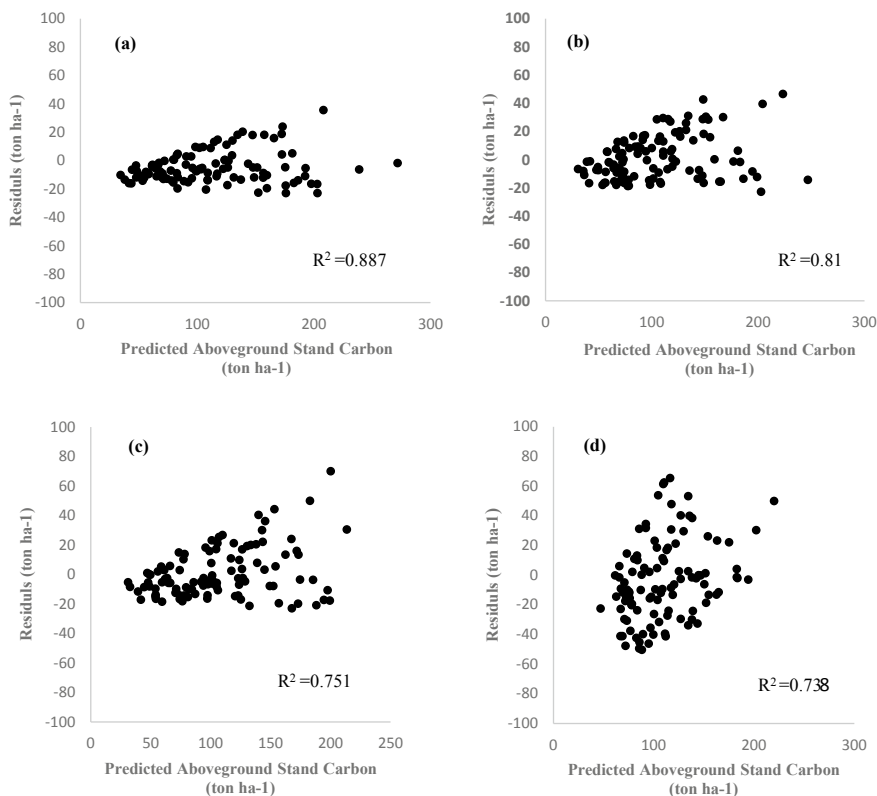 (a)
100
80
60
40
20
0
-20
-40
-60
-80
-100
Residuls (ton ha-1)
R² =0.887
0 100 200 300
Predicted Aboveground Stand Carbon
(ton ha-1)
(b)
100
80
60
40
20
0
-20
-40
-60
-80
-100
Residuls (ton ha-1)
R² =0.81
0 100 200 300
Predicted Aboveground Stand Carbon
(ton ha-1)
(c)
100
80
60
40
20
0
-20
-40
-60
-80
-100
Residuls (ton ha-1)
R² =0.751
0 50 100 150 200 250
Predicted Aboveground Stand Carbon
(ton ha-1)
(d)
100
80
60
40
20
0
-20
-40
-60
-80
-100
Residuls (ton ha-1)
R² =0.738
0 100 200 300
Predicted Aboveground Stand Carbon
(ton ha-1)